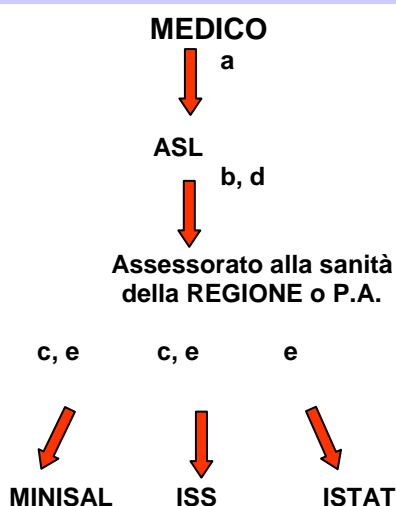 MEDICO
a
ASL
b, d
Assessorato alla sanità
della REGIONE o P.A.
c, e c, e e
MINISAL ISS ISTAT